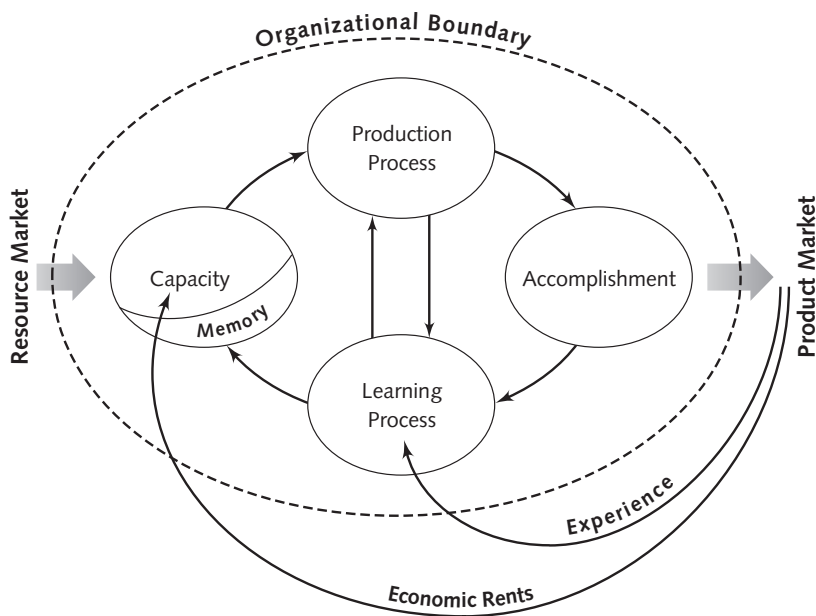 Organizational Boundary
Production
Process
Resource Market
Capacity
Memory
Accomplishment
Product Market
Learning
Process
Experience
Economic Rents